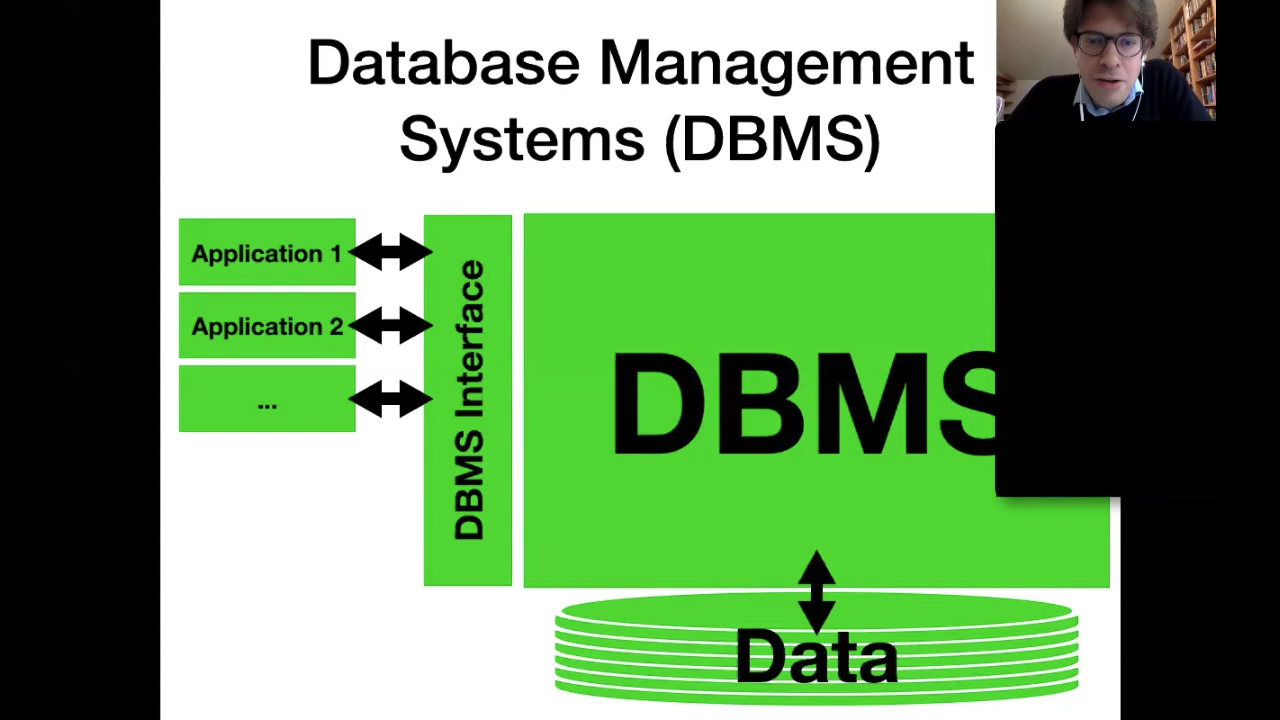 Database Management
Systems (DBMS)
Application 1
Application 2
...
DBMS Interface
DBMS
Data